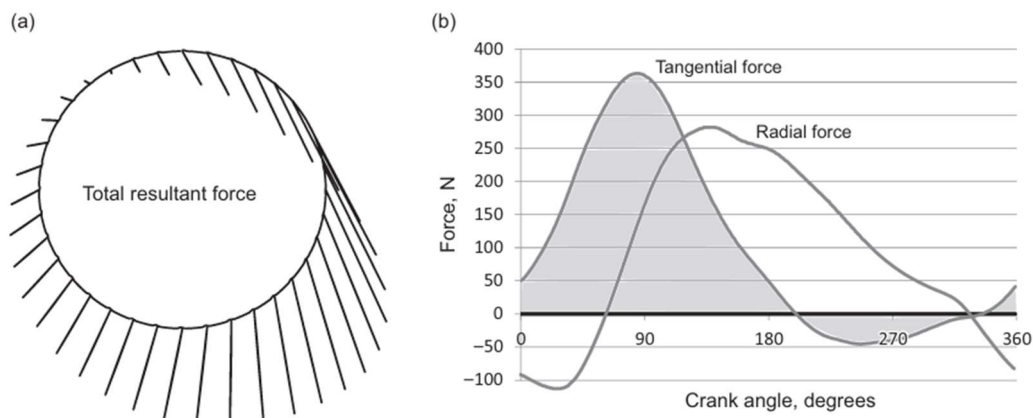 (a)
Total resultant force
(b)
Force, N
400
350
300
250
200
150
100
50
0
−50
−100
Tangential force
Radial force
0
90
180
270
360
Crank angle, degrees